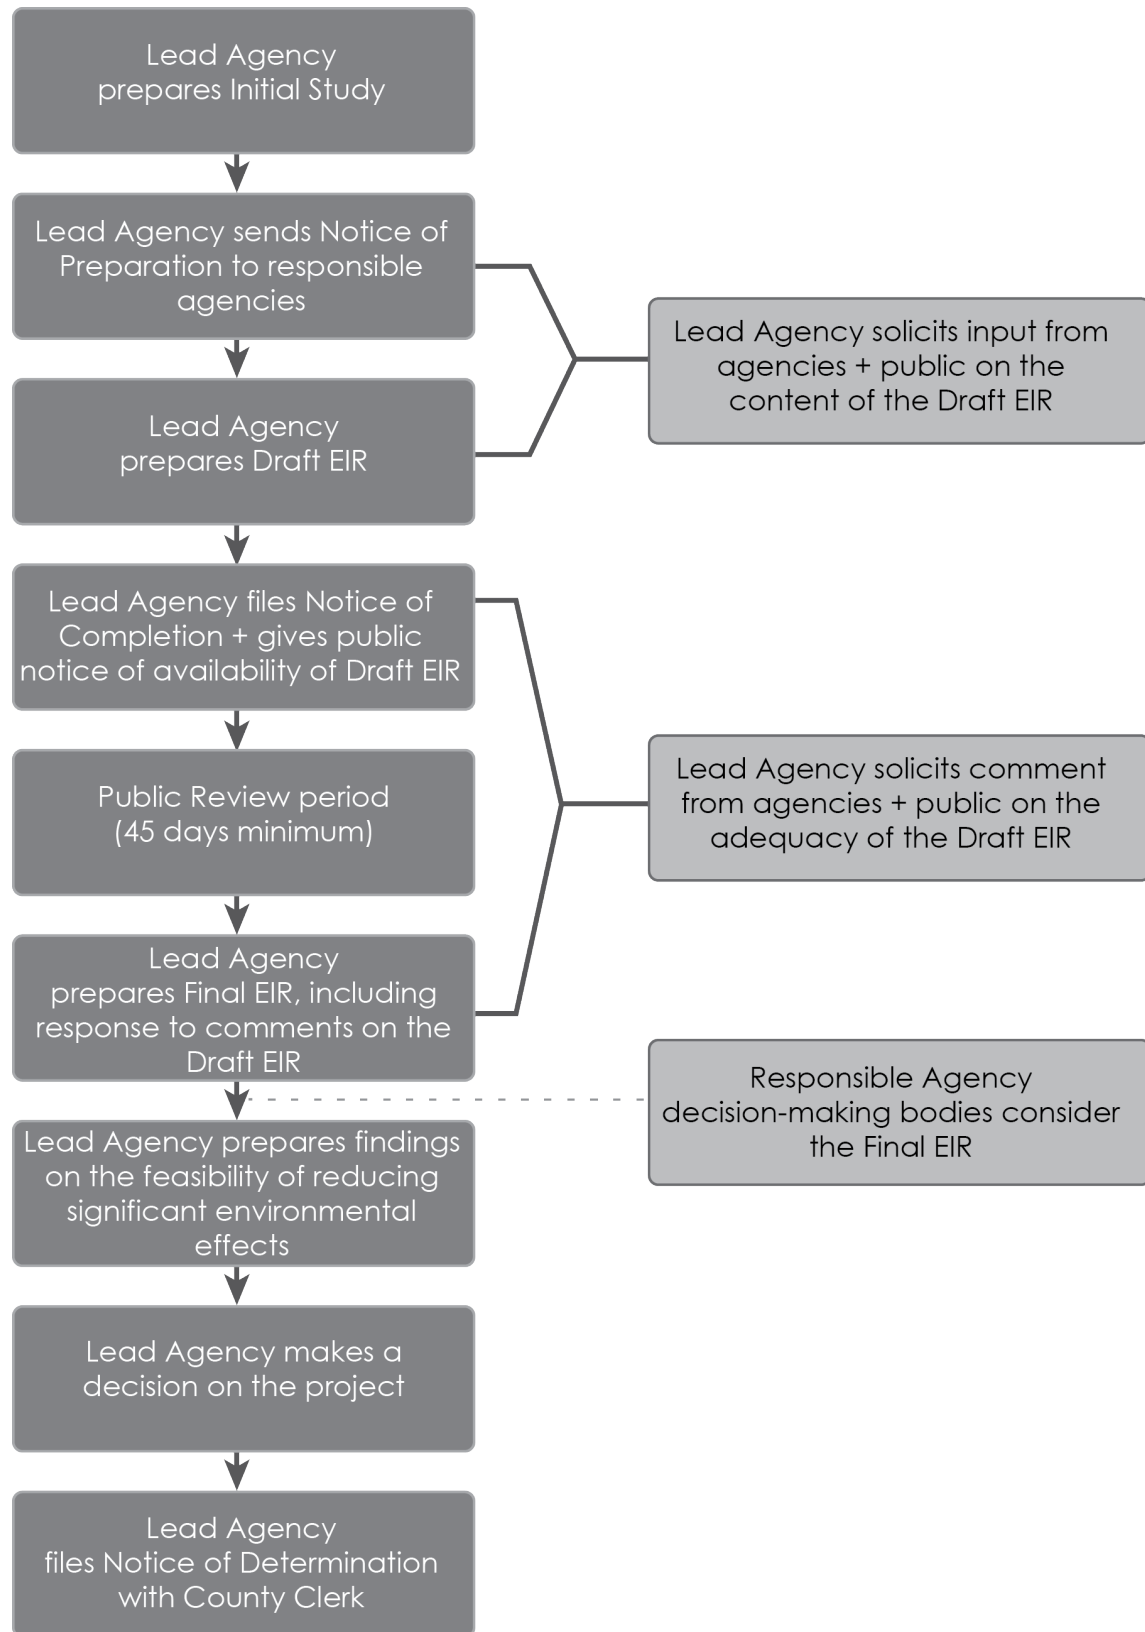 Lead Agency
prepares Initial Study
Lead Agency sends Notice of
Preparation to responsible
agencies
Lead Agency solicits input from
agencies + public on the
content of the Draft EIR
Lead Agency
prepares Draft EIR
Lead Agency files Notice of
Completion + gives public
notice of availability of Draft EIR
Public Review period
(45 days minimum)
Lead Agency solicits comment
from agencies + public on the
adequacy of the Draft EIR
Lead Agency
prepares Final EIR, including
response to comments on the
Draft EIR
Responsible Agency
decision-making bodies consider
the Final EIR
Lead Agency prepares findings
on the feasibility of reducing
significant environmental
effects
Lead Agency makes a
decision on the project
Lead Agency
files Notice of Determination
with County Clerk